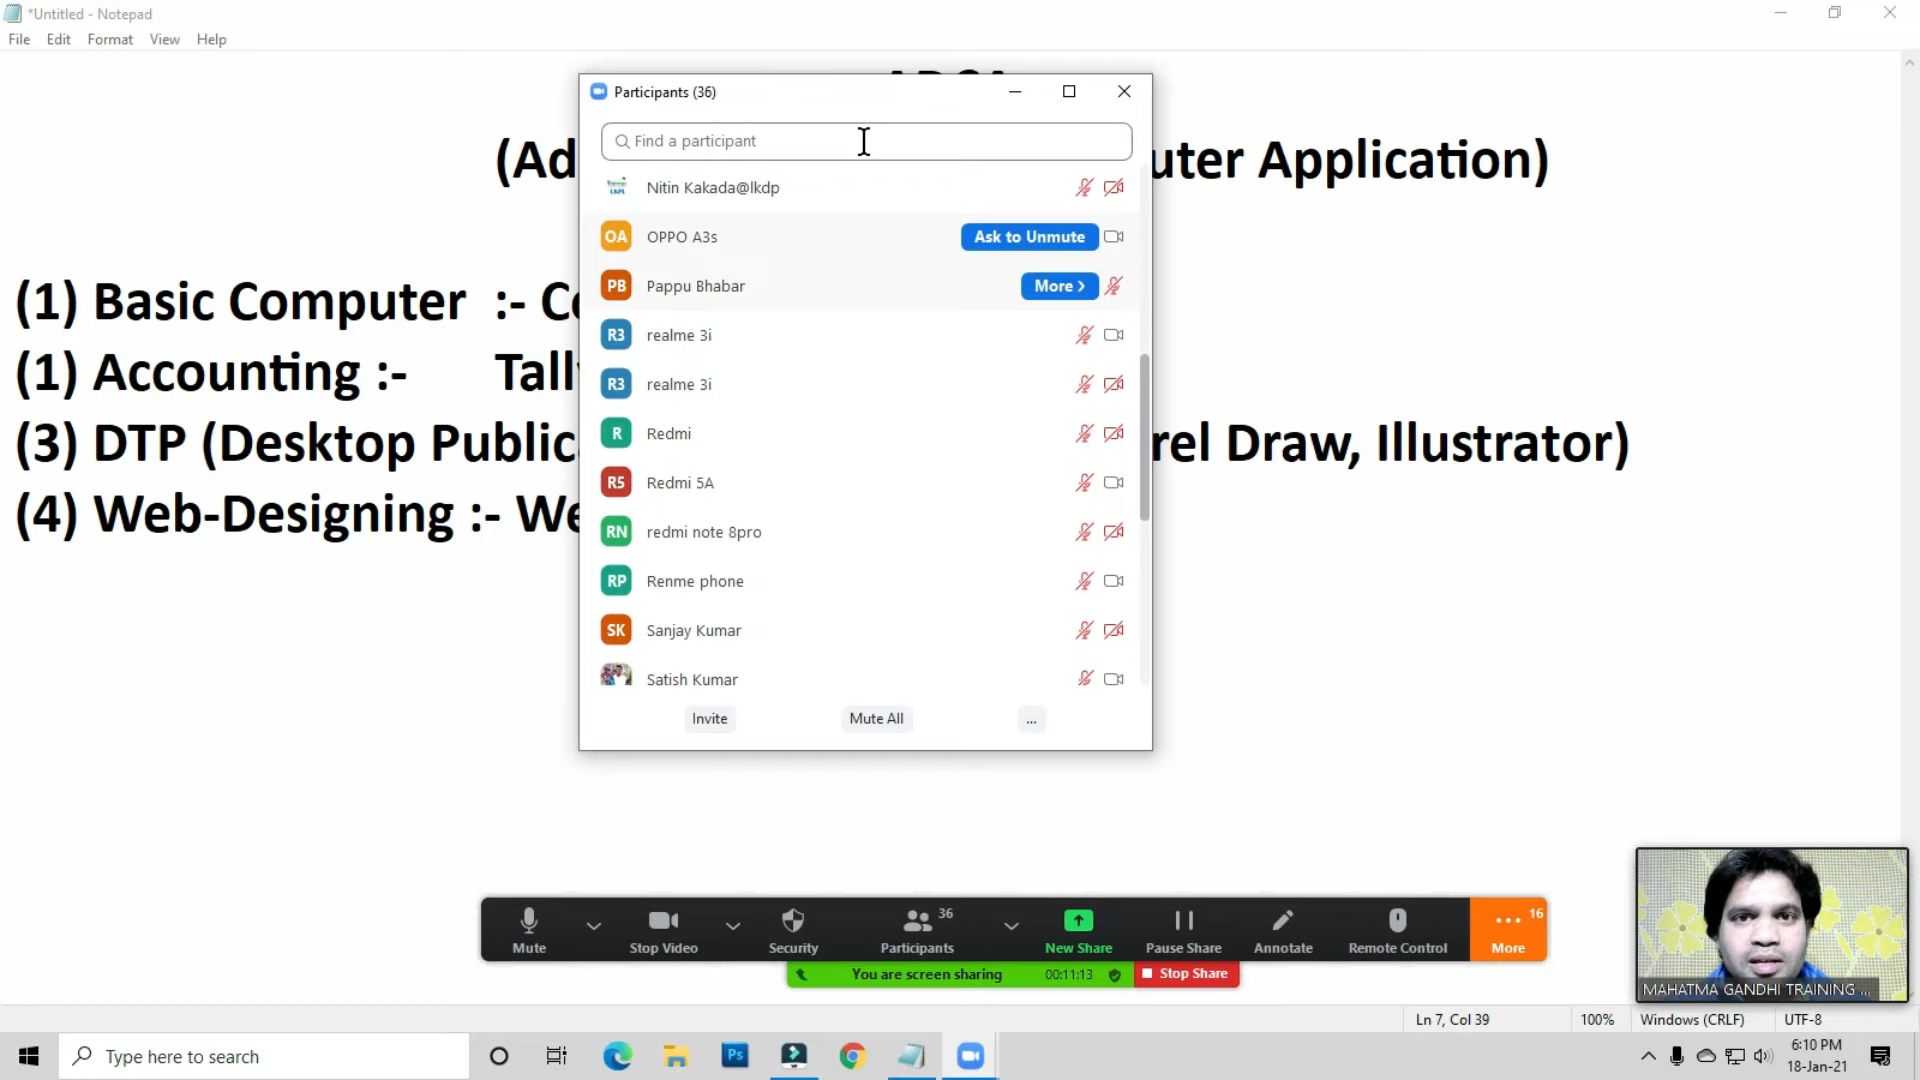 *Untitled - Notepad
File Edit Format View Help
Participants (36)
Find a participant
(Ad
uter Application)
Nitin Kakada@lkdp
OA OPPO A3s Ask to Unmute
PB Pappu Bhabar More >
R3 realme 3i
R3 realme 3i
R Redmi
R5 Redmi 5A
RN redmi note 8pro
RP Renme phone
SK Sanjay Kumar
Satish Kumar
Invite Mute All ...
(1) Basic Computer :- C
(1) Accounting :- Tall
(3) DTP (Desktop Public
rel Draw, Illustrator)
(4) Web-Designing :- We
36
16
Mute Stop Video Security Participants New Share Pause Share Annotate Remote Control More
You are screen sharing 00:11:13 Stop Share
MAHATMA GANDHI TRAINING ...
Ln 7, Col 39 100% Windows (CRLF) UTF-8
Type here to search
Ps
6:10 PM
18-Jan-21